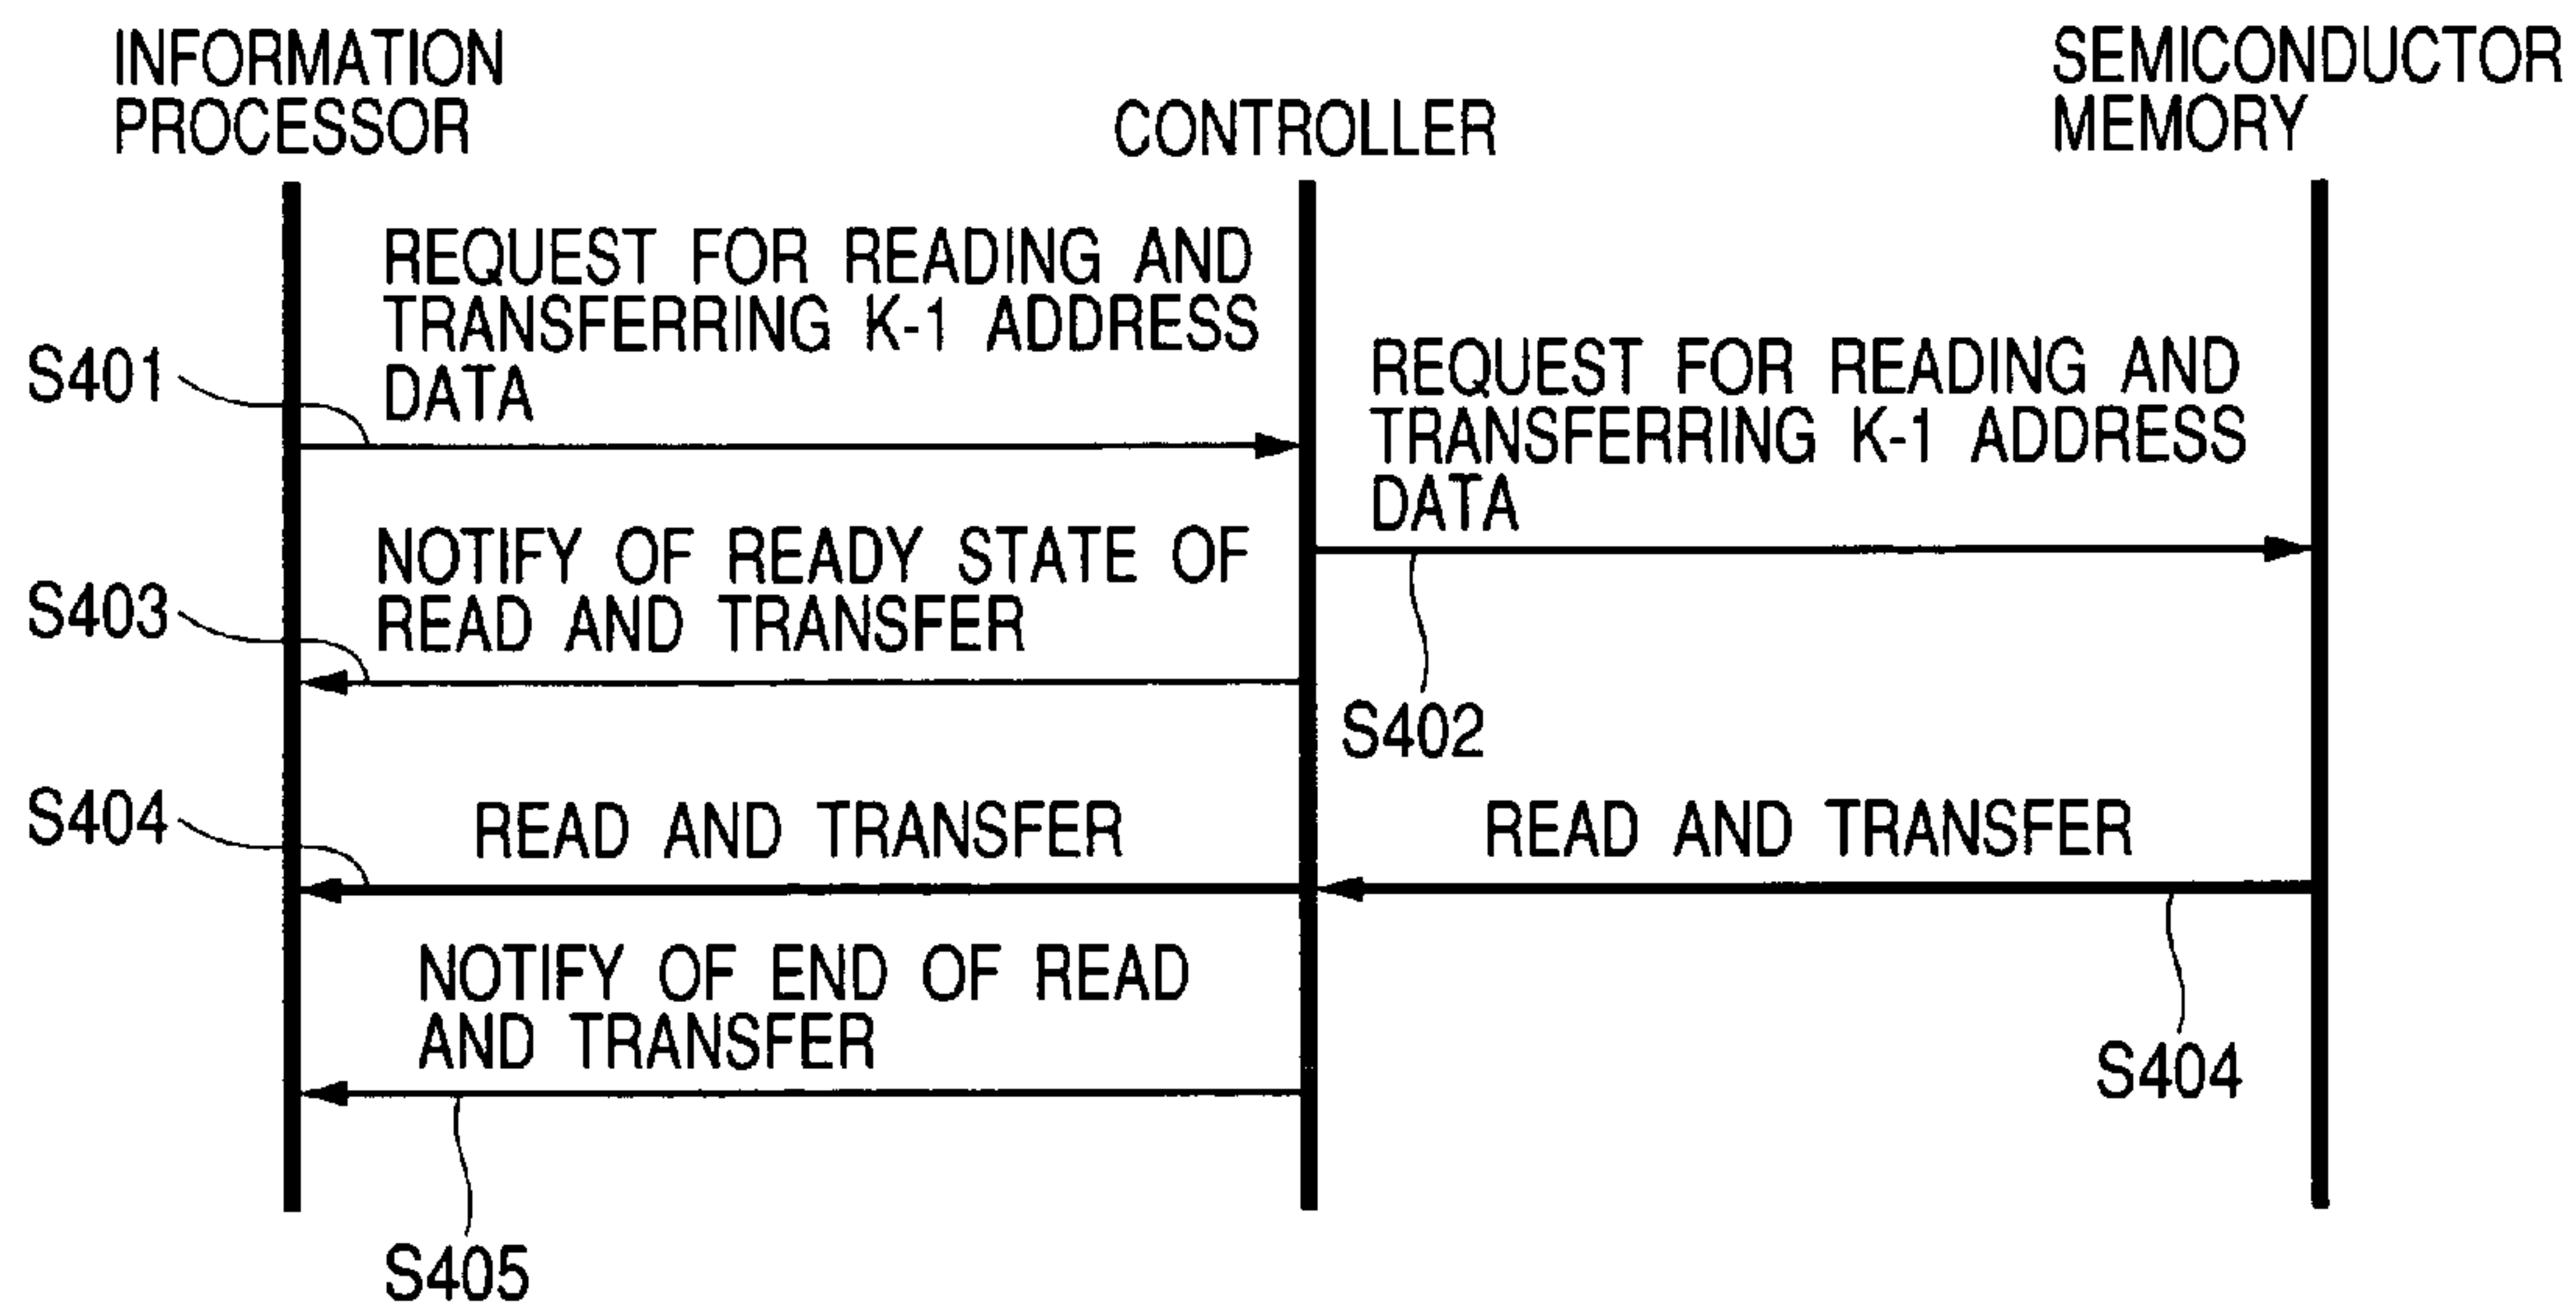 INFORMATION
PROCESSOR
CONTROLLER
SEMICONDUCTOR
MEMORY
REQUEST FOR READING AND
TRANSFERRING K-1 ADDRESS
DATA
S401
REQUEST FOR READING AND
TRANSFERRING K-1 ADDRESS
DATA
S402
NOTIFY OF READY STATE OF
READ AND TRANSFER
S403
READ AND TRANSFER
S404
READ AND TRANSFER
S404
NOTIFY OF END OF READ
AND TRANSFER
S405